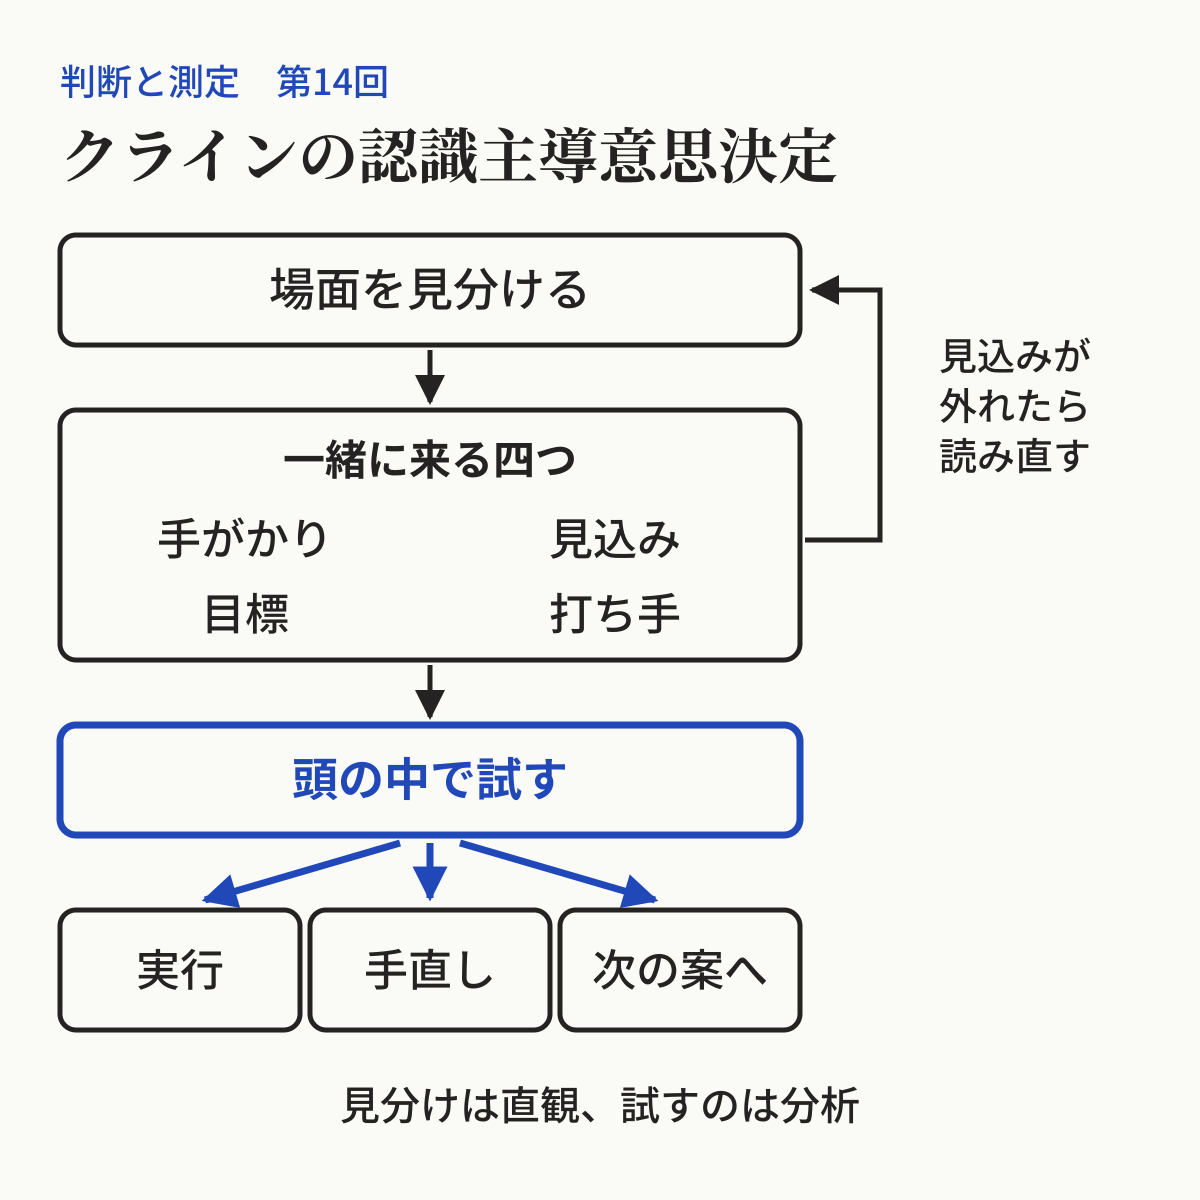 判断と測定　第14回
クラインの認識主導意思決定
場面を見分ける
一緒に来る四つ
手がかり　見込み
目標　打ち手
見込みが
外れたら
読み直す
頭の中で試す
実行　手直し　次の案へ
見分けは直観、試すのは分析